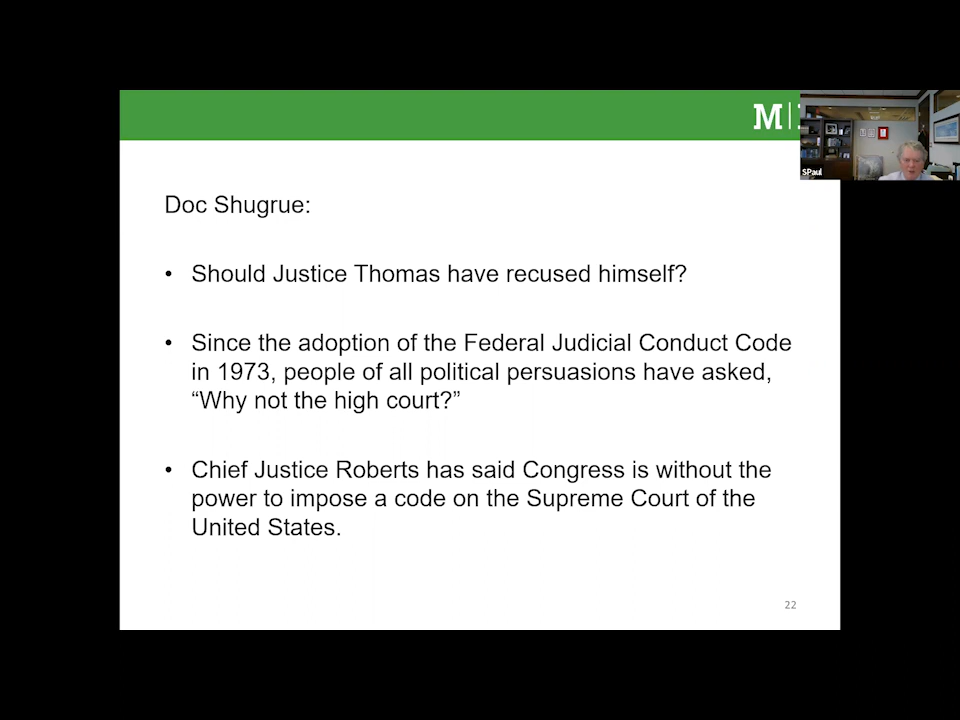 M|
SPaul
Doc Shugrue:
• Should Justice Thomas have recused himself?
• Since the adoption of the Federal Judicial Conduct Code
in 1973, people of all political persuasions have asked,
“Why not the high court?”
• Chief Justice Roberts has said Congress is without the
power to impose a code on the Supreme Court of the
United States.
22